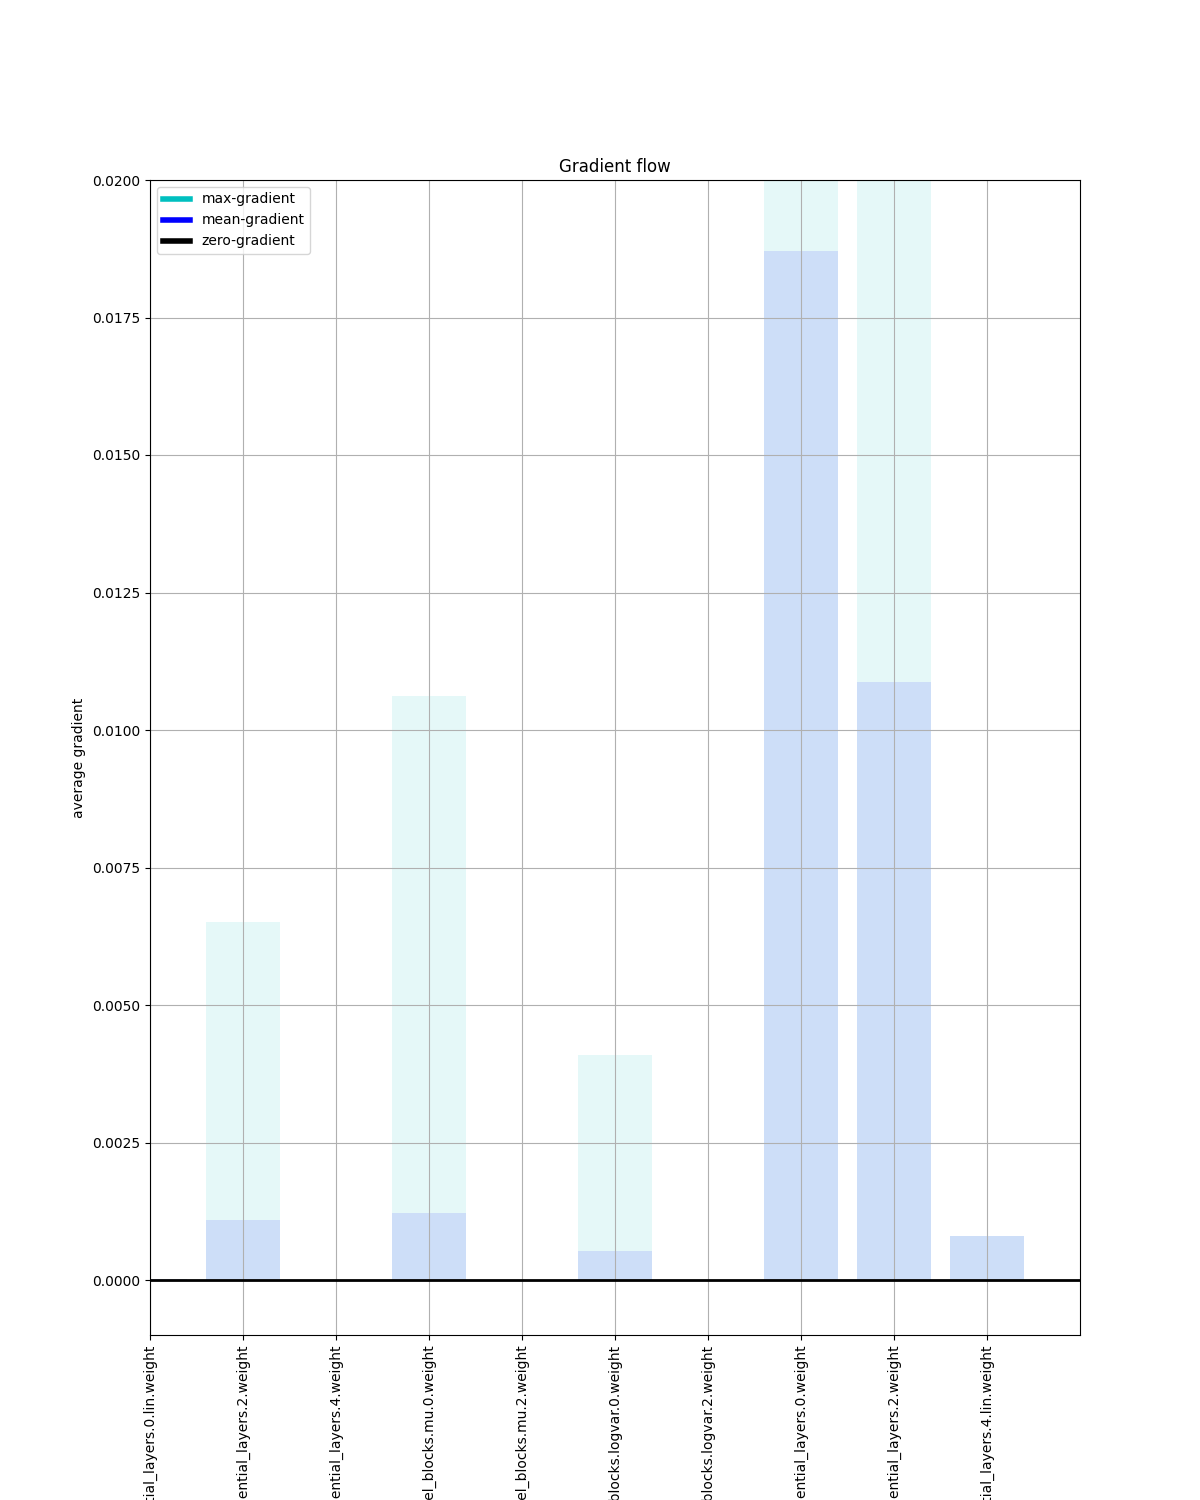 Gradient flow
max-gradient
mean-gradient
zero-gradient
0.0200
0.0175
0.0150
0.0125
0.0100
0.0075
0.0050
0.0025
0.0000
average gradient
tial_layers.0.lin.weight
ential_layers.2.weight
ential_layers.4.weight
el_blocks.mu.0.weight
el_blocks.mu.2.weight
blocks.logvar.0.weight
blocks.logvar.2.weight
ential_layers.0.weight
ential_layers.2.weight
tial_layers.4.lin.weight